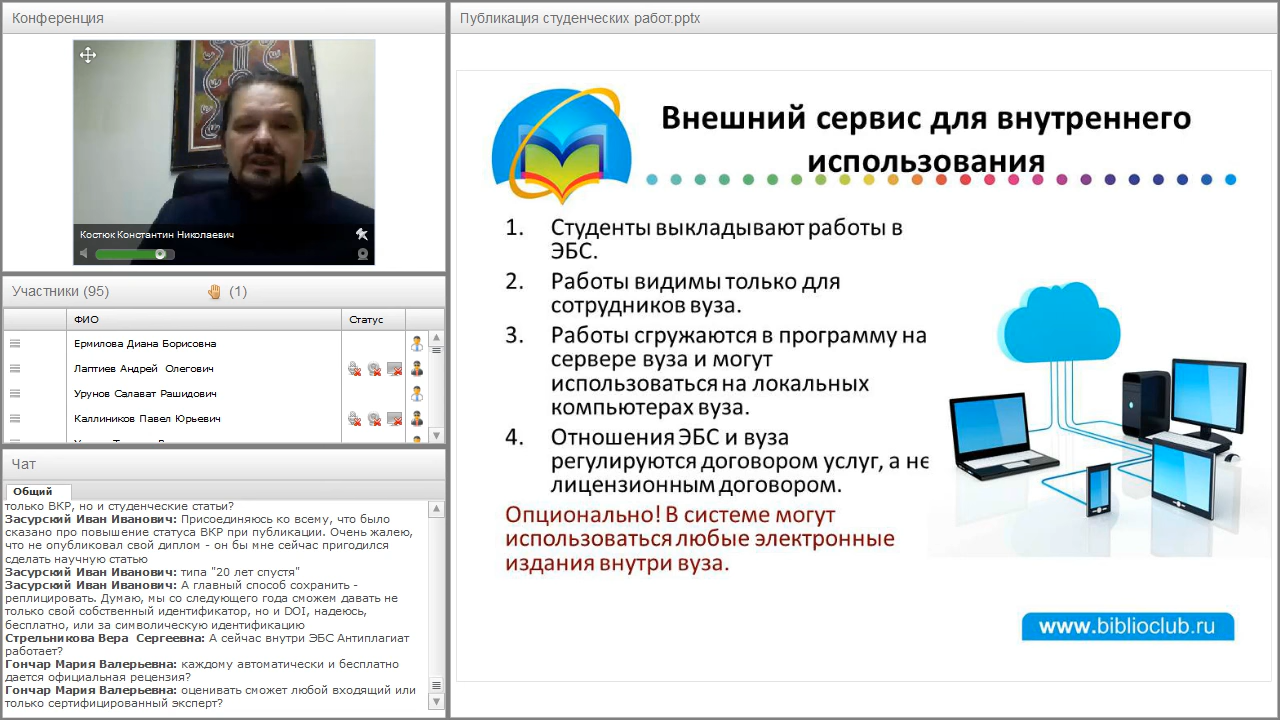 Конференция
Костюк Константин Николаевич
Участники (95)
(1)
ФИО
Статус
Ермилова Диана Борисовна
Лаптиев Андрей Олегович
Урунов Салават Рашидович
Каллиников Павел Юрьевич
Чат
Общий
только ВКР, но и студенческие статьи?
Засурский Иван Иванович: Присоединяюсь ко всему, что было
сказано про повышение статуса ВКР при публикации. Очень жалею,
что не опубликовал свой диплом - он бы мне сейчас пригодился
сделать научную статью
Засурский Иван Иванович: типа "20 лет спустя"
Засурский Иван Иванович: А главный способ сохранить -
реплицировать. Думаю, мы со следующего года сможем давать не
только свой собственный идентификатор, но и DOI, надеюсь,
бесплатно, или за символическую идентификацию
Стрельникова Вера Сергеевна: А сейчас внутри ЭБС Антиплагиат
работает?
Гончар Мария Валерьевна: каждому автоматически и бесплатно
дается официальная рецензия?
Гончар Мария Валерьевна: оценивать сможет любой входящий или
только сертифицированный эксперт?
Публикация студенческих работ.pptx
Внешний сервис для внутреннего
использования
1. Студенты выкладывают работы в
ЭБС.
2. Работы видимы только для
сотрудников вуза.
3. Работы сгружаются в программу на
сервере вуза и могут
использоваться на локальных
компьютерах вуза.
4. Отношения ЭБС и вуза
регулируются договором услуг, а не
лицензионным договором.
Опционально! В системе могут
использоваться любые электронные
издания внутри вуза.
www.biblioclub.ru